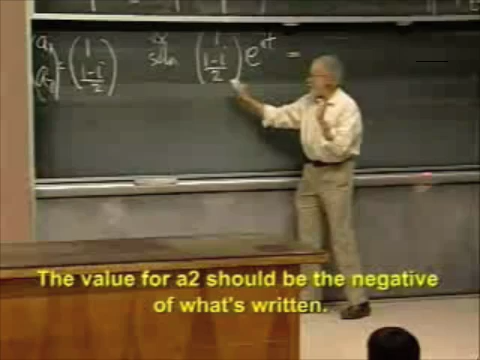 (a₁ a₂) = (1 (1-i)/2) cx soln (1 (1-i)/2) e^it =
The value for a2 should be the negative
of what's written.